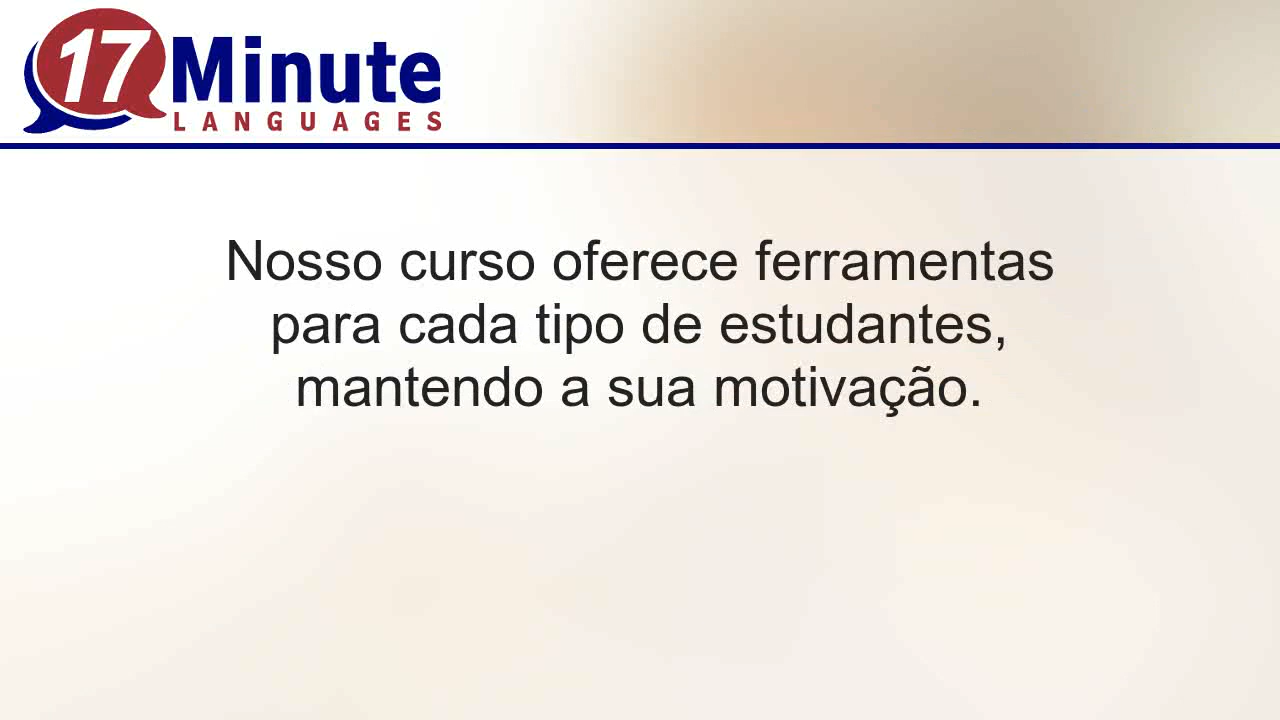 17 Minute
LANGUAGES
Nosso curso oferece ferramentas
para cada tipo de estudantes,
mantendo a sua motivação.